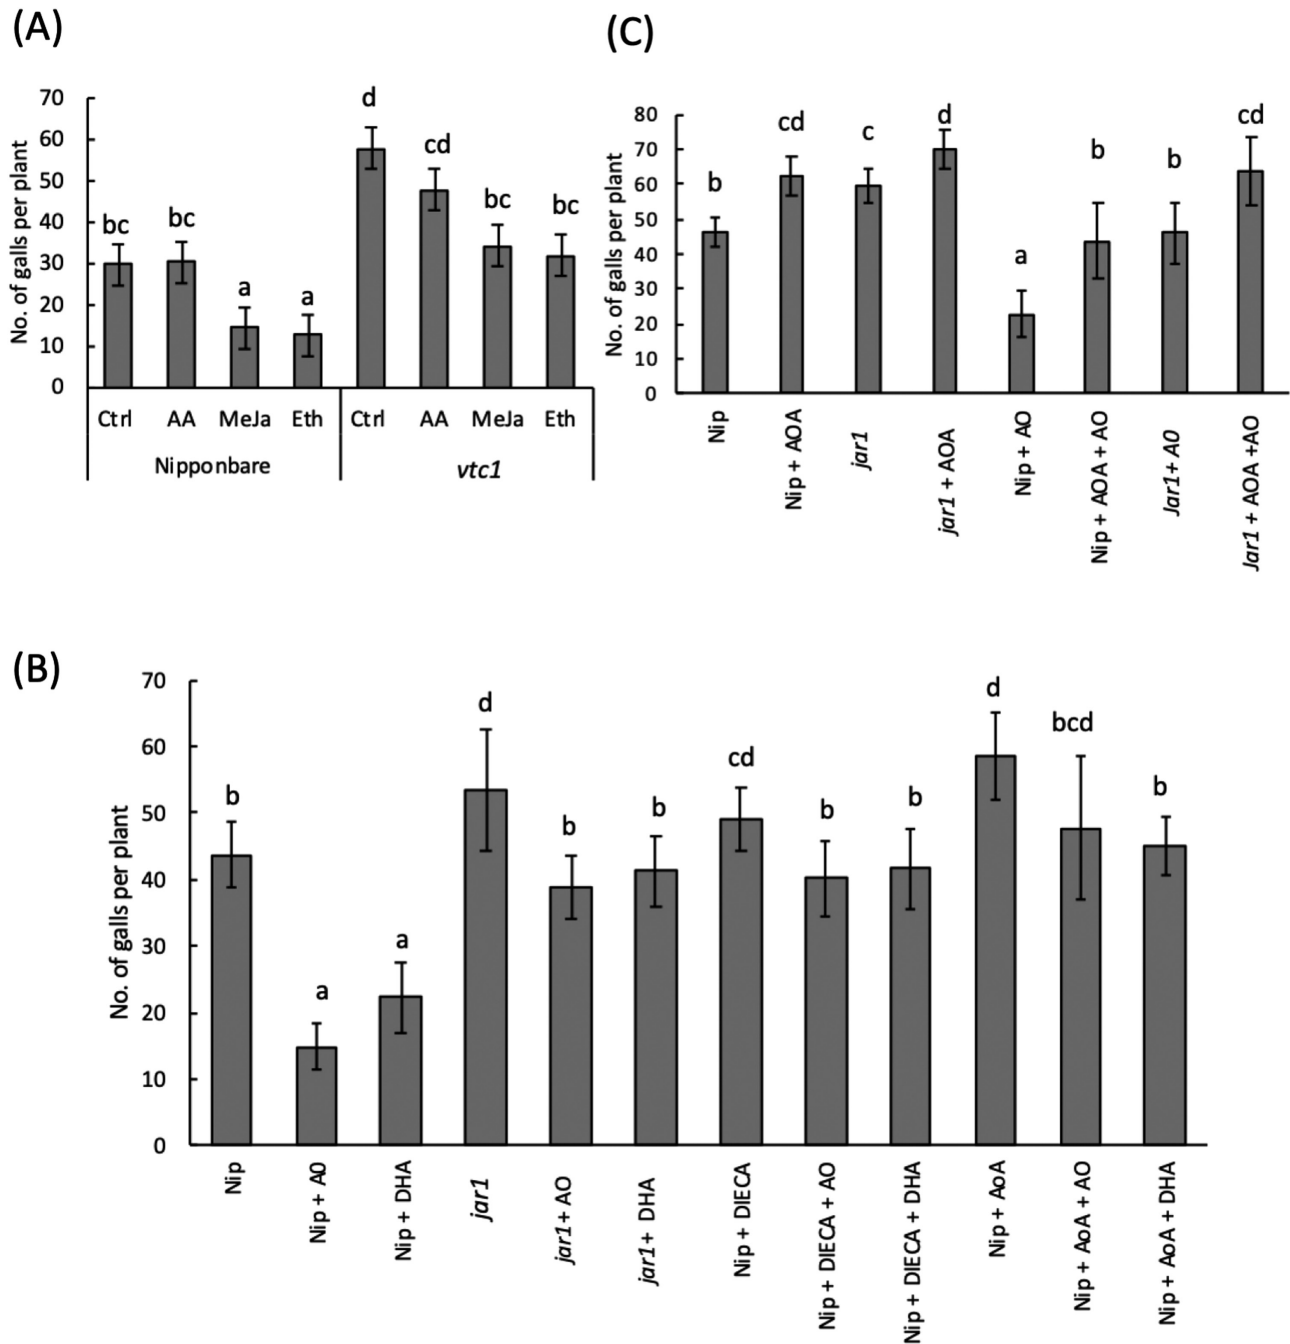 (A)
No. of galls per plant
70
60
50
40
30
20
10
0
bc
bc
a
a
d
cd
bc
bc
Ctrl AA MeJa Eth Ctrl AA MeJa Eth
Nipponbare vtc1
(C)
No. of galls per plant
80
70
60
50
40
30
20
10
0
b
cd
c
d
a
b
b
cd
Nip
Nip + AOA
jar1
jar1 + AOA
Nip + AO
Nip + AOA + AO
Jar1+ A0
Jar1 + AOA +AO
(B)
No. of galls per plant
70
60
50
40
30
20
10
0
b
a
a
d
b
b
cd
b
b
d
bcd
b
Nip
Nip + A0
Nip + DHA
jar1
jar1+ AO
jar1+ DHA
Nip + DIECA
Nip + DIECA + AO
Nip + DIECA + DHA
Nip + AoA
Nip + AoA + AO
Nip + AoA + DHA